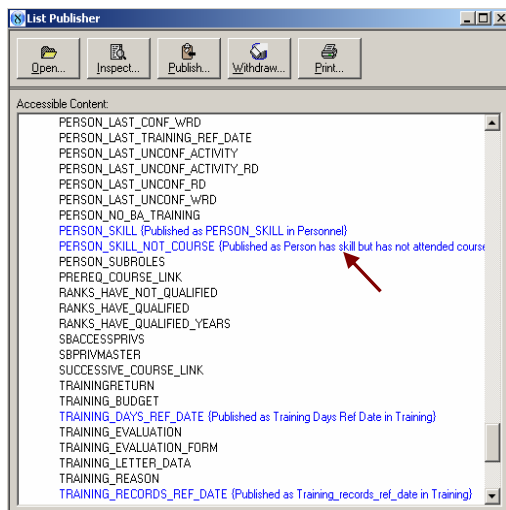 List Publisher
Open... Inspect... Publish... Withdraw... Print...
Accessible Content:
PERSON_LAST_CONF_WRD
PERSON_LAST_TRAINING_REF_DATE
PERSON_LAST_UNCONF_ACTIVITY
PERSON_LAST_UNCONF_ACTIVITY_RD
PERSON_LAST_UNCONF_RD
PERSON_LAST_UNCONF_WRD
PERSON_NO_BA_TRAINING
PERSON_SKILL {Published as PERSON_SKILL in Personnel}
PERSON_SKILL_NOT_COURSE {Published as Person has skill but has not attended course
PERSON_SUBROLES
PREREQ_COURSE_LINK
RANKS_HAVE_NOT_QUALIFIED
RANKS_HAVE_QUALIFIED
RANKS_HAVE_QUALIFIED_YEARS
SBACCESSPRIVS
SBPRIVMASTER
SUCCESSIVE_COURSE_LINK
TRAININGRETURN
TRAINING_BUDGET
TRAINING_DAYS_REF_DATE {Published as Training Days Ref Date in Training}
TRAINING_EVALUATION
TRAINING_EVALUATION_FORM
TRAINING_LETTER_DATA
TRAINING_REASON
TRAINING_RECORDS_REF_DATE {Published as Training_records_ref_date in Training}